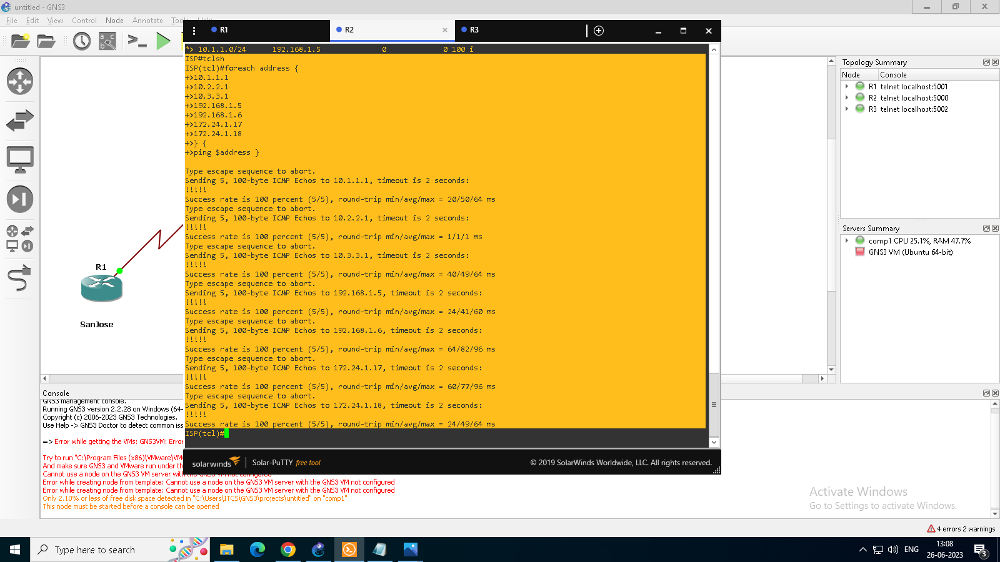 untitled - GNS3
File Edit View Control Node Annotate Tools
R1
R2
R3
*> 10.1.1.0/24 192.168.1.5 0 0 100 i
ISP#tclsh
ISP(tcl)#foreach address {
+>10.1.1.1
+>10.2.2.1
+>10.3.3.1
+>192.168.1.5
+>192.168.1.6
+>172.24.1.17
+>172.24.1.18
+>} {
+>ping $address }
Type escape sequence to abort.
Sending 5, 100-byte ICMP Echos to 10.1.1.1, timeout is 2 seconds:
!!!!!
Success rate is 100 percent (5/5), round-trip min/avg/max = 20/50/64 ms
Type escape sequence to abort.
Sending 5, 100-byte ICMP Echos to 10.2.2.1, timeout is 2 seconds:
!!!!!
Success rate is 100 percent (5/5), round-trip min/avg/max = 1/1/1 ms
Type escape sequence to abort.
Sending 5, 100-byte ICMP Echos to 10.3.3.1, timeout is 2 seconds:
!!!!!
Success rate is 100 percent (5/5), round-trip min/avg/max = 40/49/64 ms
Type escape sequence to abort.
Sending 5, 100-byte ICMP Echos to 192.168.1.5, timeout is 2 seconds:
!!!!!
Success rate is 100 percent (5/5), round-trip min/avg/max = 24/41/60 ms
Type escape sequence to abort.
Sending 5, 100-byte ICMP Echos to 192.168.1.6, timeout is 2 seconds:
!!!!!
Success rate is 100 percent (5/5), round-trip min/avg/max = 64/82/96 ms
Type escape sequence to abort.
Sending 5, 100-byte ICMP Echos to 172.24.1.17, timeout is 2 seconds:
!!!!!
Success rate is 100 percent (5/5), round-trip min/avg/max = 60/77/96 ms
Type escape sequence to abort.
Sending 5, 100-byte ICMP Echos to 172.24.1.18, timeout is 2 seconds:
!!!!!
Success rate is 100 percent (5/5), round-trip min/avg/max = 24/49/64 ms
ISP(tcl)#
solarwinds Solar-PuTTY free tool
© 2019 SolarWinds Worldwide, LLC. All rights reserved.
R1
SanJose
Topology Summary
Node Console
R1 telnet localhost:5001
R2 telnet localhost:5000
R3 telnet localhost:5002
Servers Summary
comp1 CPU 25.1%, RAM 47.7%
GNS3 VM (Ubuntu 64-bit)
Console
GNS3 management console.
Running GNS3 version 2.2.28 on Windows (64-
Copyright (c) 2006-2023 GNS3 Technologies.
Use Help -> GNS3 Doctor to detect common iss
=> Error while getting the VMs: GNS3VM: Error
Try to run "C:\Program Files (x86)\VMware\VM
And make sure GNS3 and VMware run under th
Cannot use a node on the GNS3 VM server with the GNS3 VM not configured
Error while creating node from template: Cannot use a node on the GNS3 VM server with the GNS3 VM not configured
Error while creating node from template: Cannot use a node on the GNS3 VM server with the GNS3 VM not configured
Only 2.10% or less of free disk space detected in "C:\Users\ITCS\GNS3\projects\untitled" on "comp1"
This node must be started before a console can be opened
Activate Windows
Go to Settings to activate Windows.
4 errors 2 warnings
Type here to search
ENG
13:08
26-06-2023
3